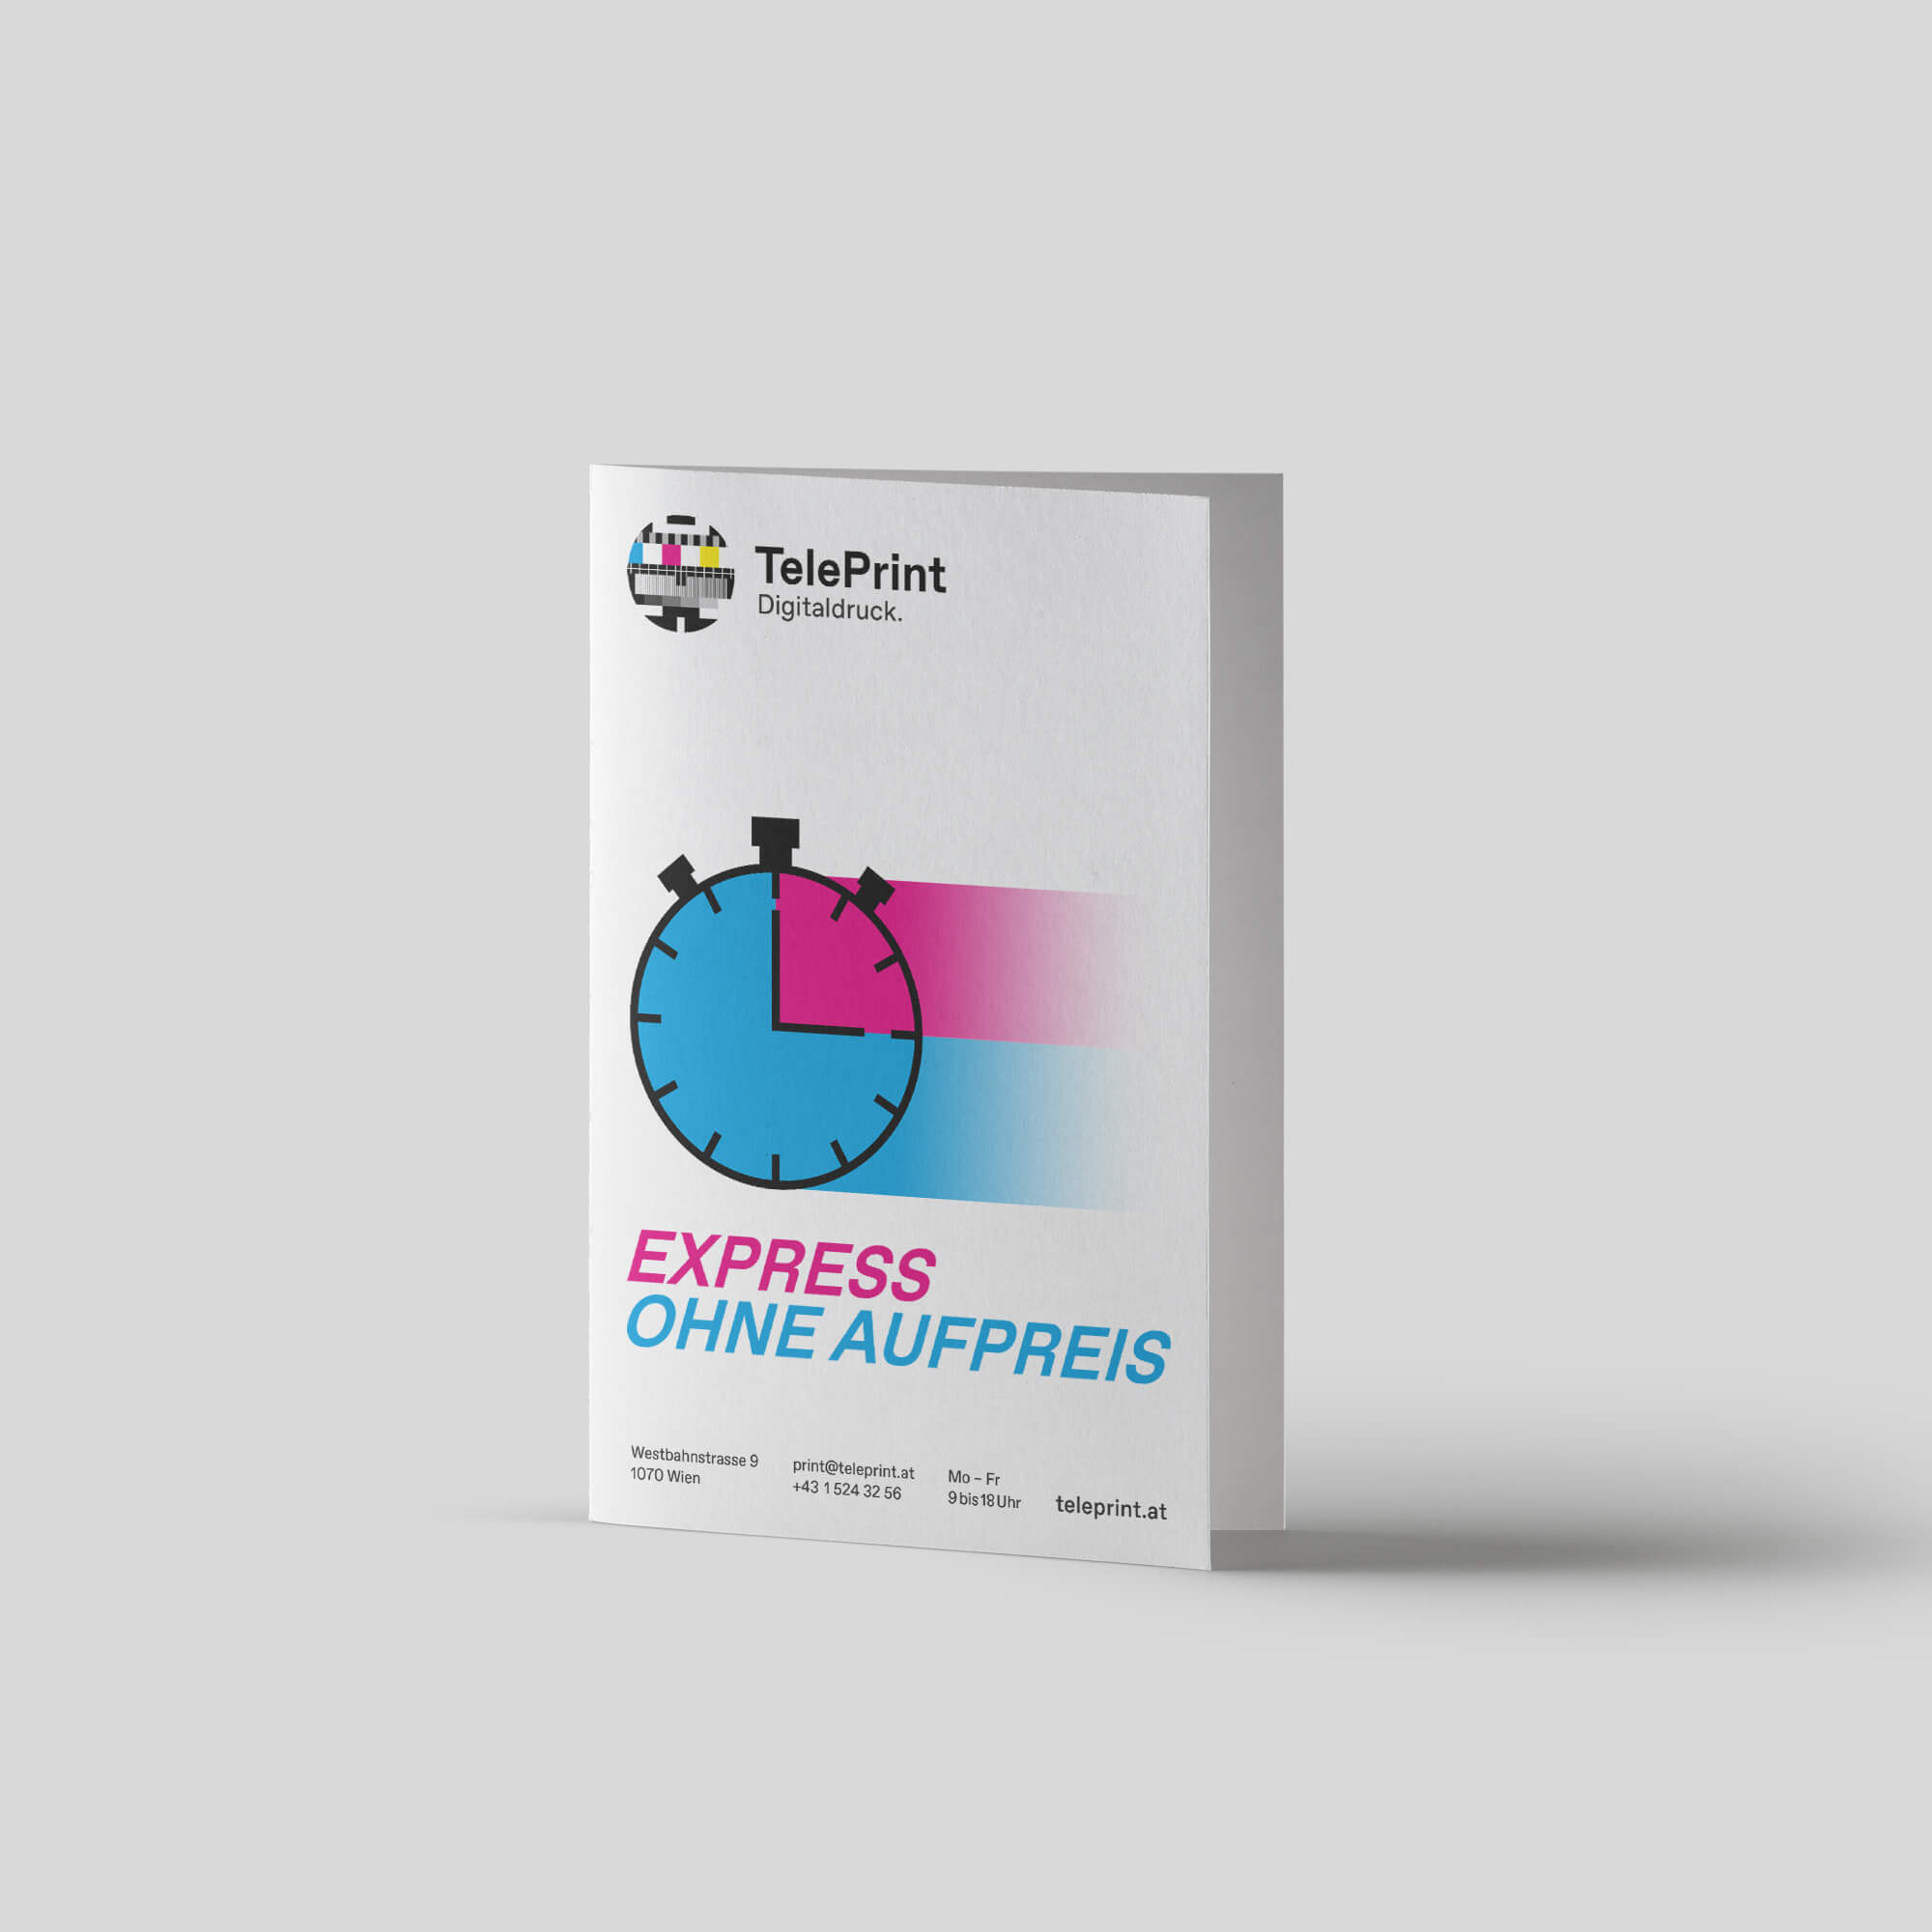 TelePrint
Digitaldruck.
EXPRESS
OHNE AUFPREIS
Westbahnstrasse 9
1070 Wien
print@teleprint.at
+43 1 524 32 56
Mo – Fr
9 bis 18 Uhr
teleprint.at